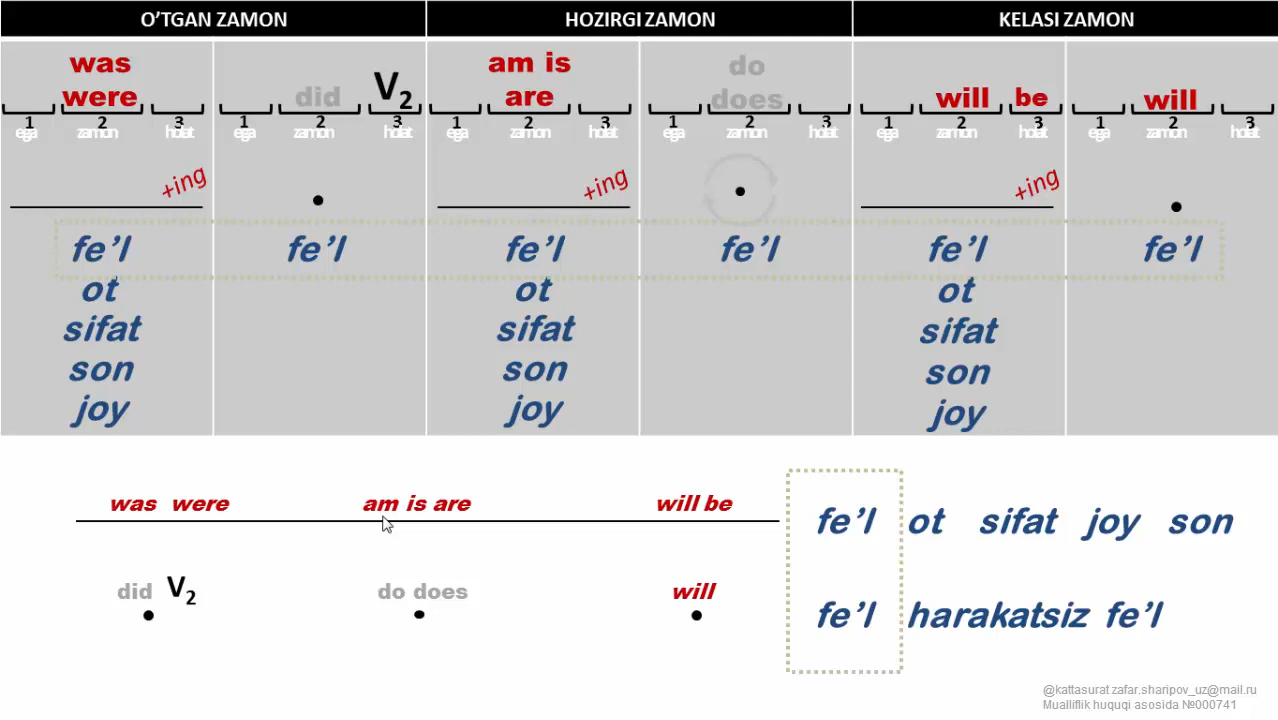 O’TGAN ZAMON HOZIRGI ZAMON KELASI ZAMON
was were did V2 am is are do does will be will
1 2 3 1 2 3 1 2 3 1 2 3 1 2 3 1 2 3
ega zamon holat ega zamon holat ega zamon holat ega zamon holat ega zamon holat ega zamon holat
+ing +ing +ing
fe’l fe’l fe’l fe’l fe’l fe’l
ot ot ot
sifat sifat sifat
son son son
joy joy joy
was were am is are will be fe’l ot sifat joy son
did V2 do does will fe’l harakatsiz fe’l
@kattasurat zafar.sharipov_uz@mail.ru
Mualliflik huquqi asosida №000741